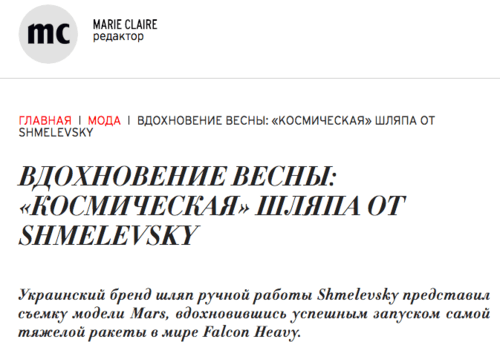 mc
MARIE CLAIRE
редактор
ГЛАВНАЯ | МОДА | ВДОХНОВЕНИЕ ВЕСНЫ: «КОСМИЧЕСКАЯ» ШЛЯПА ОТ
SHMELEVSKY
ВДОХНОВЕНИЕ ВЕСНЫ:
«КОСМИЧЕСКАЯ» ШЛЯПА ОТ
SHMELEVSKY
Украинский бренд шляп ручной работы Shmelevsky представил
съемку модели Mars, вдохновившись успешным запуском самой
тяжелой ракеты в мире Falcon Heavy.